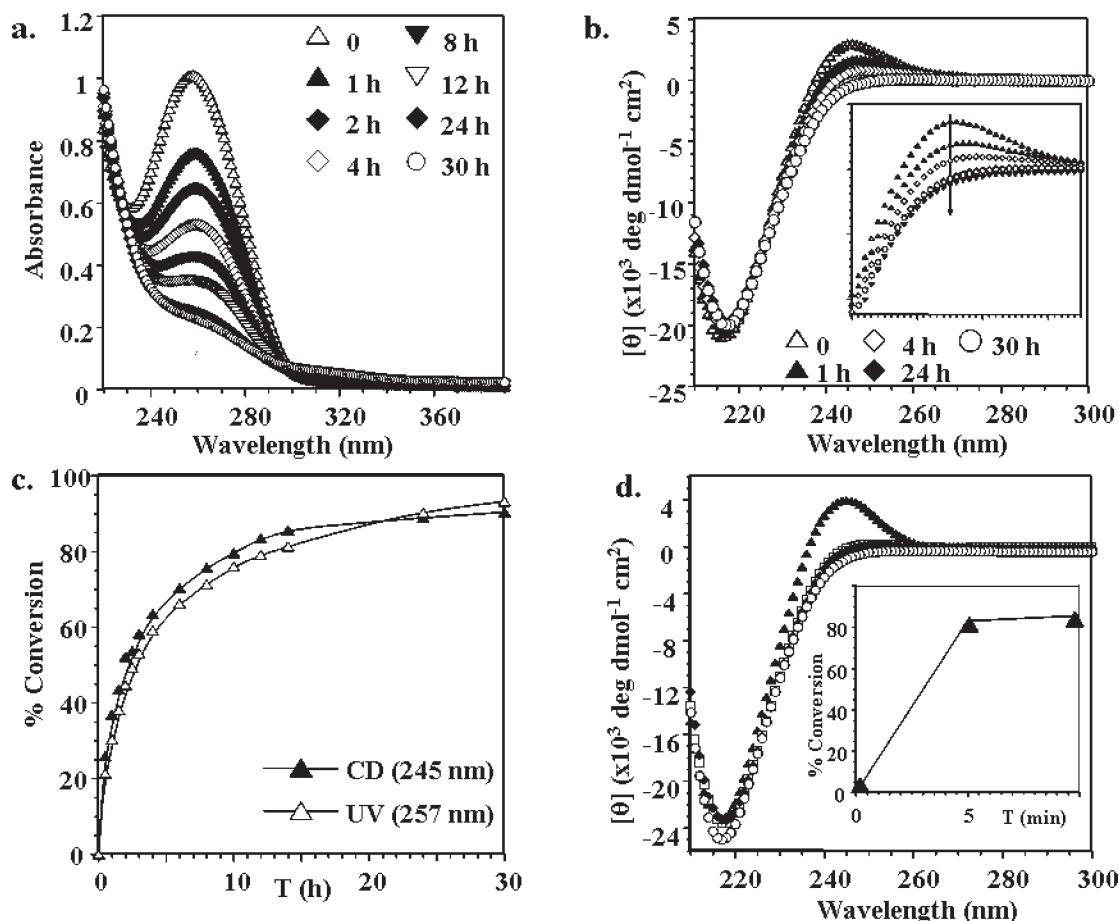 a.
1.2
1
0.8
0.6
0.4
0.2
0
Absorbance
0
8 h
1 h
12 h
2 h
24 h
4 h
30 h
240
280
320
360
Wavelength (nm)
b.
5
0
-5
-10
-15
-20
-25
[θ] (x10³ deg dmol⁻¹ cm²)
0
4 h
30 h
1 h
24 h
220
240
260
280
300
Wavelength (nm)
c.
100
80
60
40
20
0
% Conversion
CD (245 nm)
UV (257 nm)
0
10
20
30
T (h)
d.
4
0
-4
-8
-12
-16
-22
-24
[θ] (x10³ deg dmol⁻¹ cm²)
80
60
40
20
0
% Conversion
0
5
T (min)
220
240
260
280
300
Wavelength (nm)